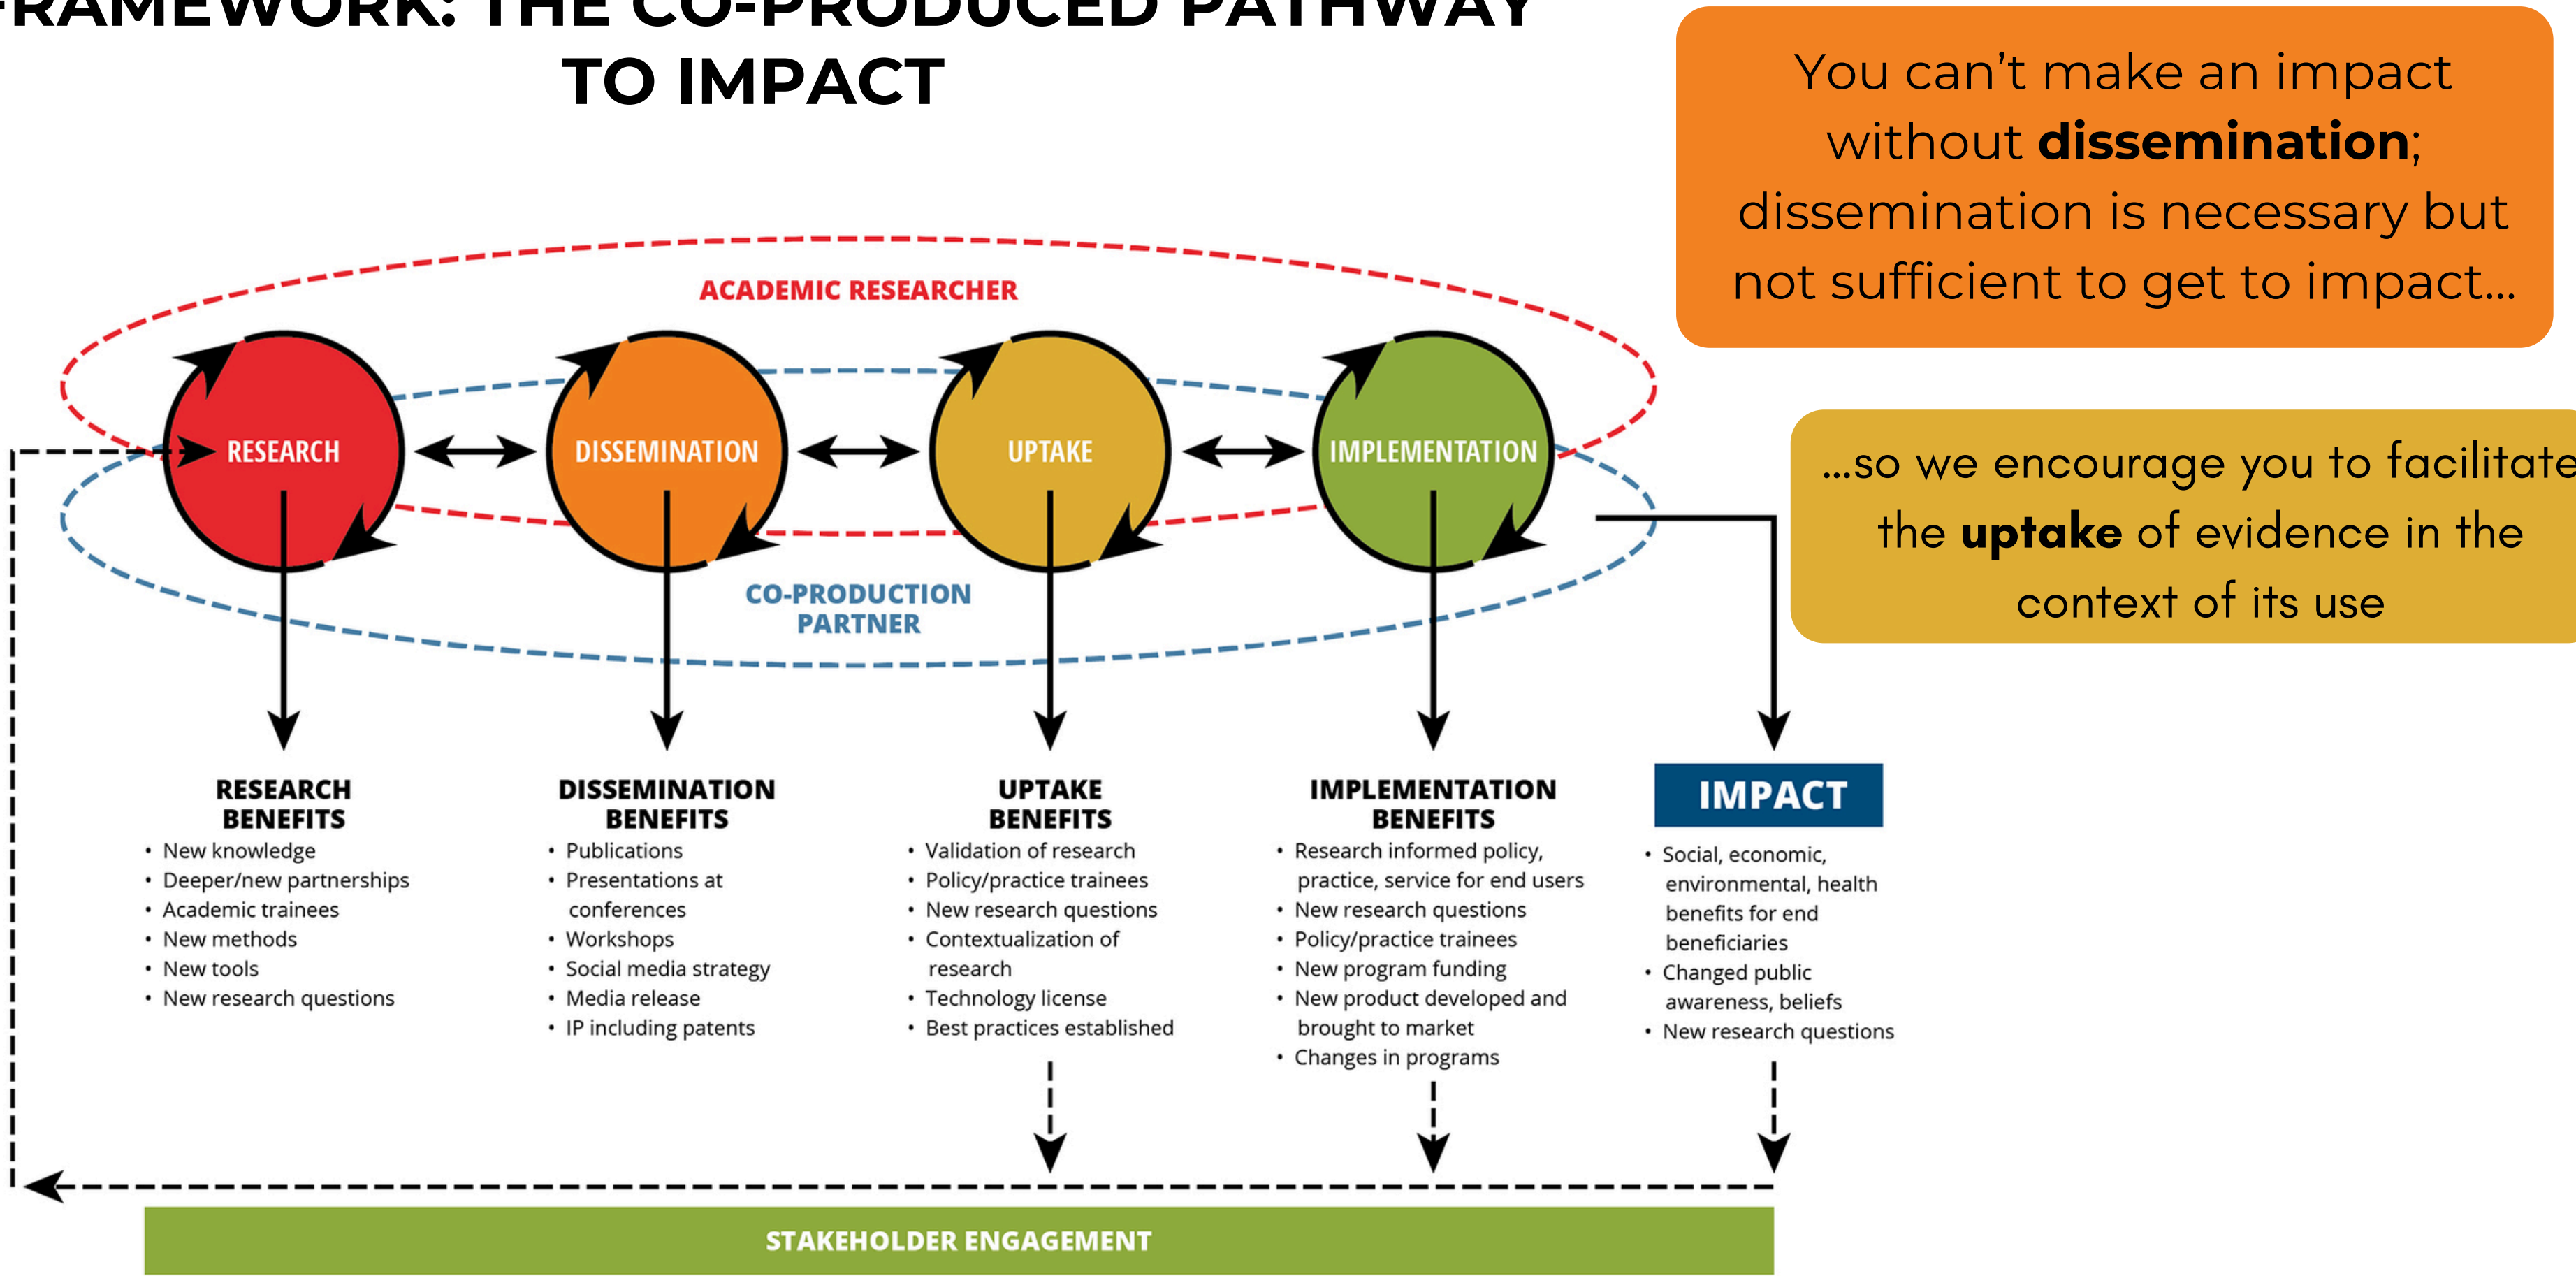 FRAMEWORK: THE CO-PRODUCED PATHWAY
TO IMPACT
You can’t make an impact
without dissemination;
dissemination is necessary but
not sufficient to get to impact...
...so we encourage you to facilitate
the uptake of evidence in the
context of its use
ACADEMIC RESEARCHER
RESEARCH
DISSEMINATION
UPTAKE
IMPLEMENTATION
CO-PRODUCTION
PARTNER
RESEARCH
BENEFITS
• New knowledge
• Deeper/new partnerships
• Academic trainees
• New methods
• New tools
• New research questions
DISSEMINATION
BENEFITS
• Publications
• Presentations at
conferences
• Workshops
• Social media strategy
• Media release
• IP including patents
UPTAKE
BENEFITS
• Validation of research
• Policy/practice trainees
• New research questions
• Contextualization of
research
• Technology license
• Best practices established
IMPLEMENTATION
BENEFITS
• Research informed policy,
practice, service for end users
• New research questions
• Policy/practice trainees
• New program funding
• New product developed and
brought to market
• Changes in programs
IMPACT
• Social, economic,
environmental, health
benefits for end
beneficiaries
• Changed public
awareness, beliefs
• New research questions
STAKEHOLDER ENGAGEMENT